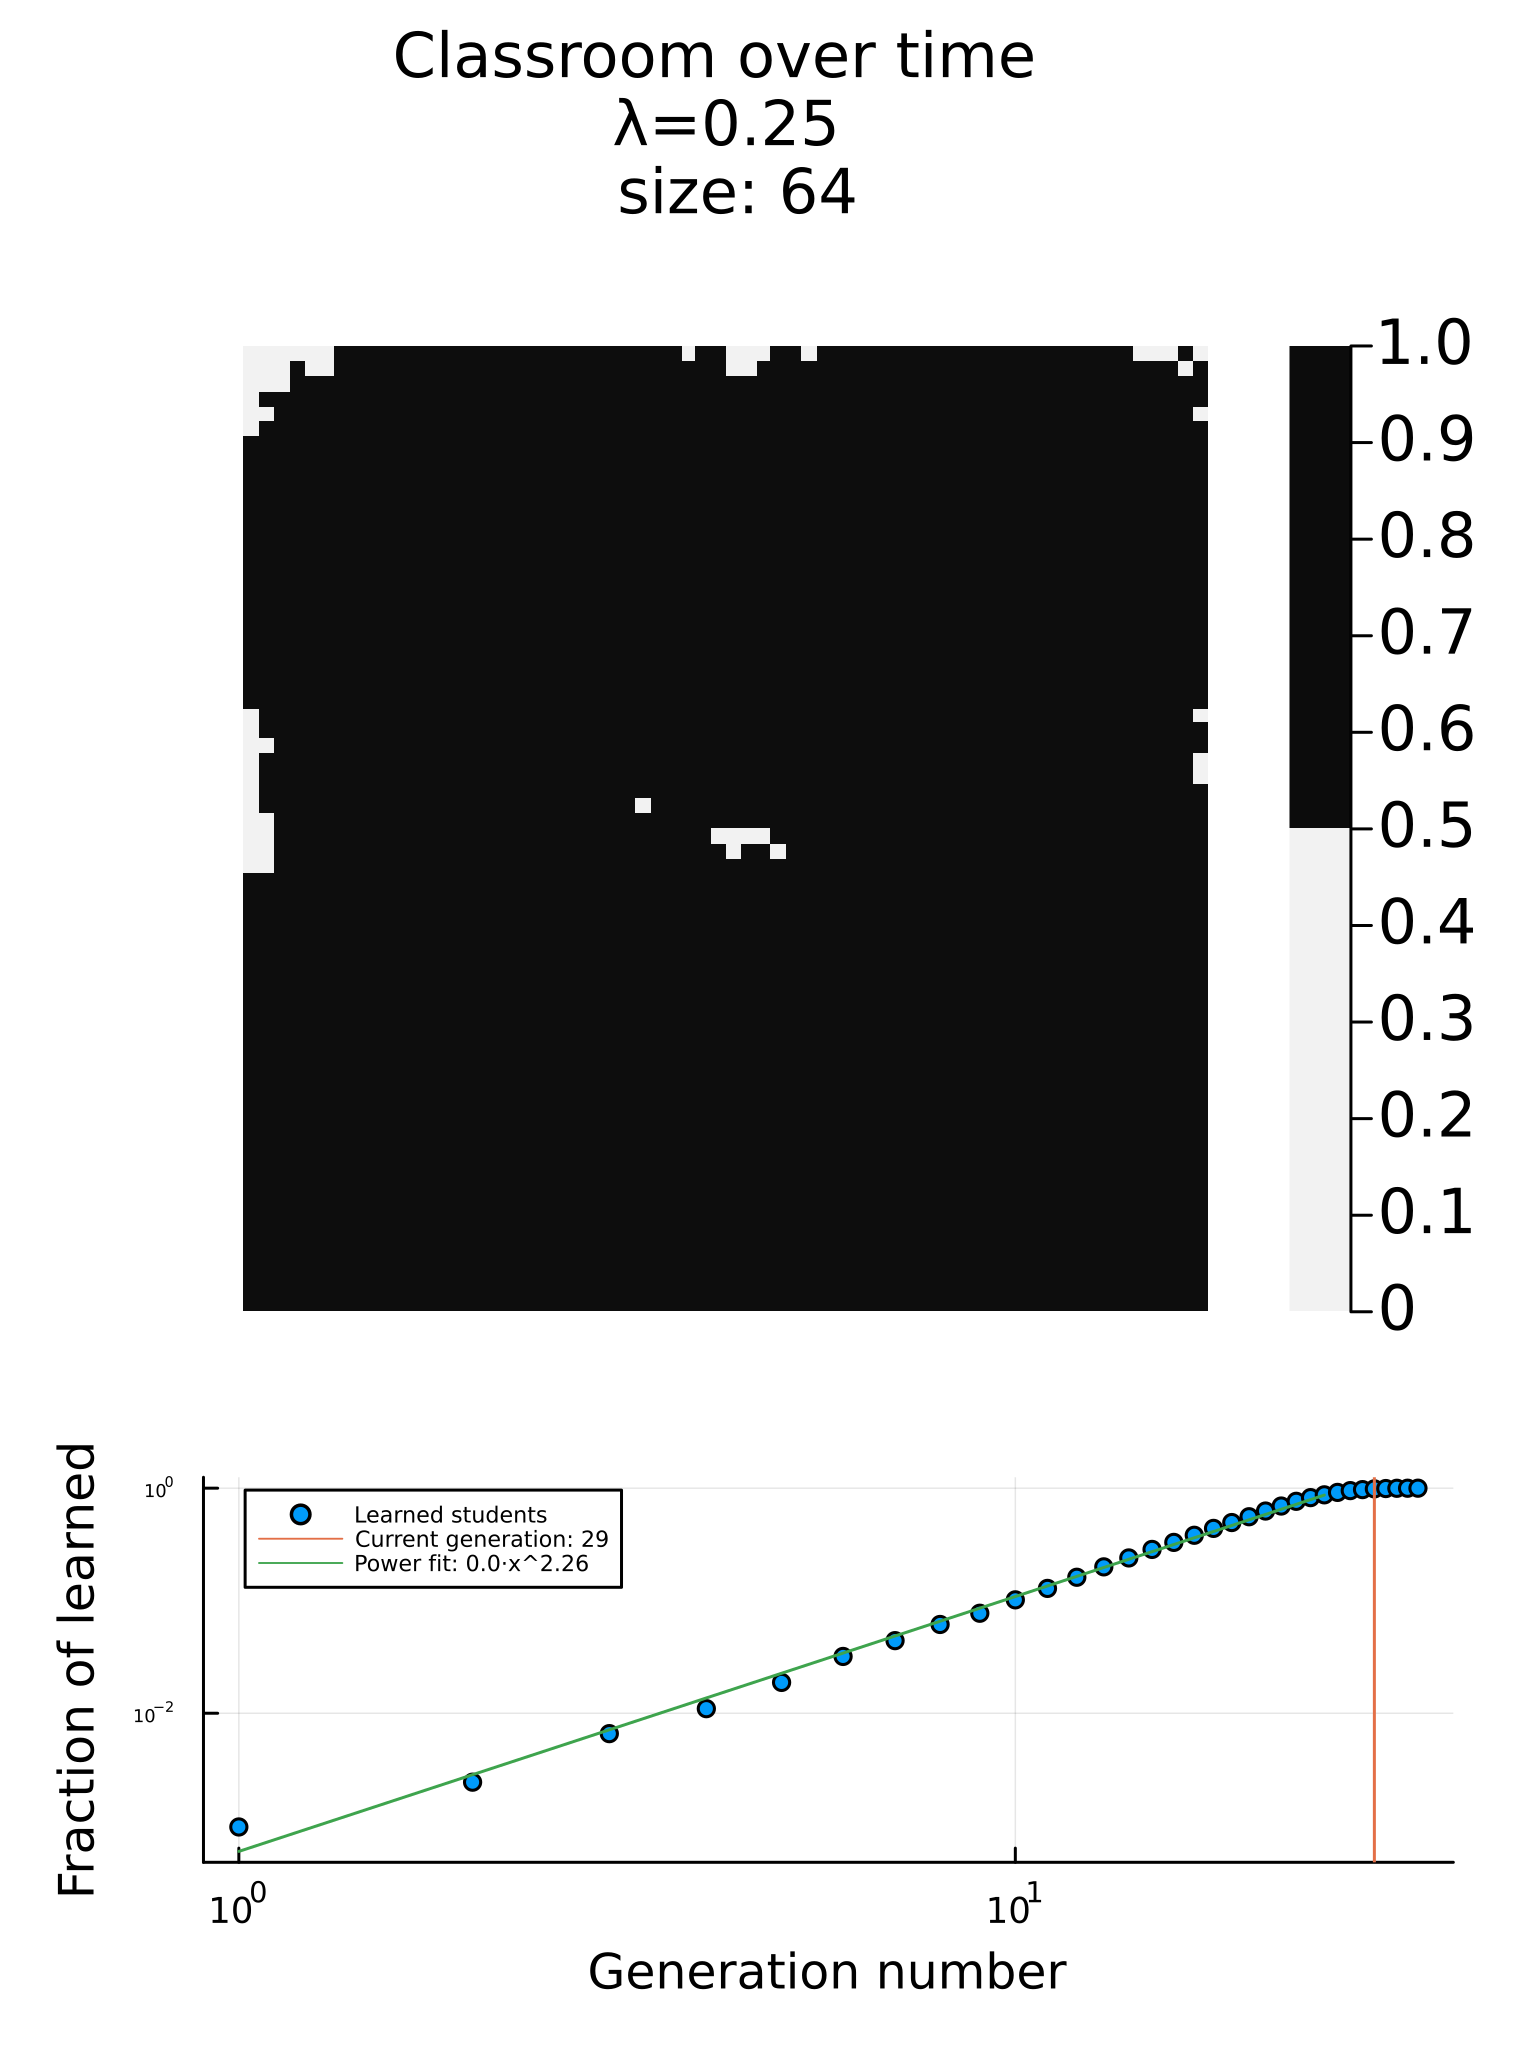 Classroom over time
λ=0.25
size: 64
1.0
0.9
0.8
0.7
0.6
0.5
0.4
0.3
0.2
0.1
0
Fraction of learned
10⁰
10⁻²
Learned students
Current generation: 29
Power fit: 0.0·x^2.26
10⁰ 10¹
Generation number